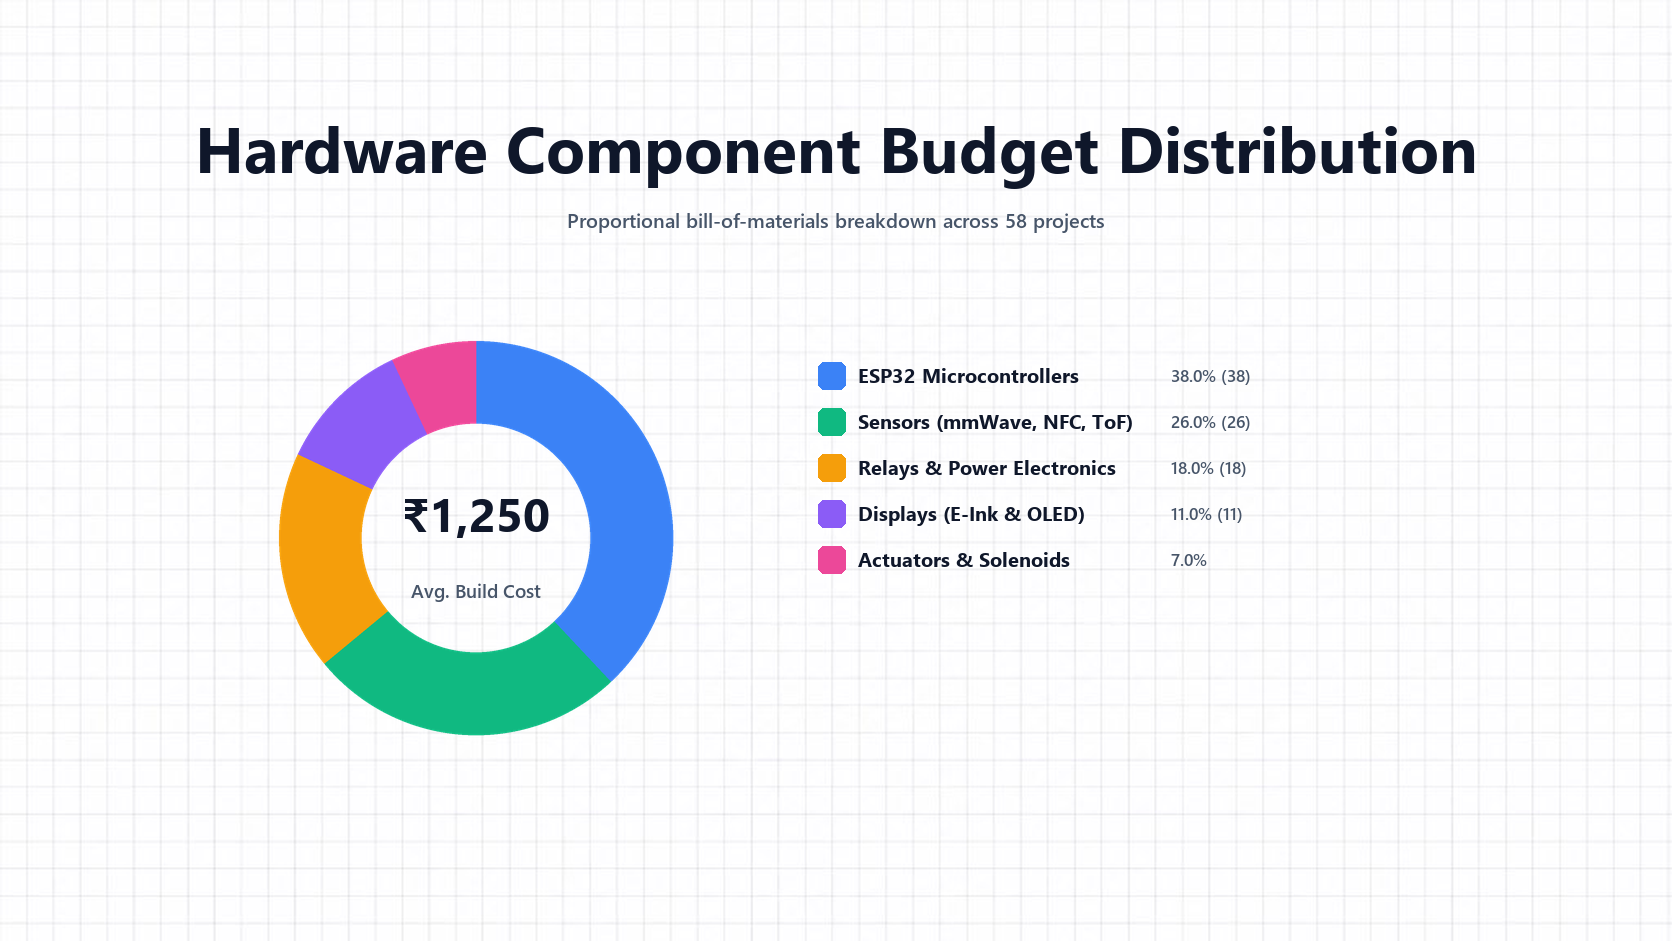 Hardware Component Budget Distribution
Proportional bill-of-materials breakdown across 58 projects
₹1,250
Avg. Build Cost
ESP32 Microcontrollers 38.0% (38)
Sensors (mmWave, NFC, ToF) 26.0% (26)
Relays & Power Electronics 18.0% (18)
Displays (E-Ink & OLED) 11.0% (11)
Actuators & Solenoids 7.0%